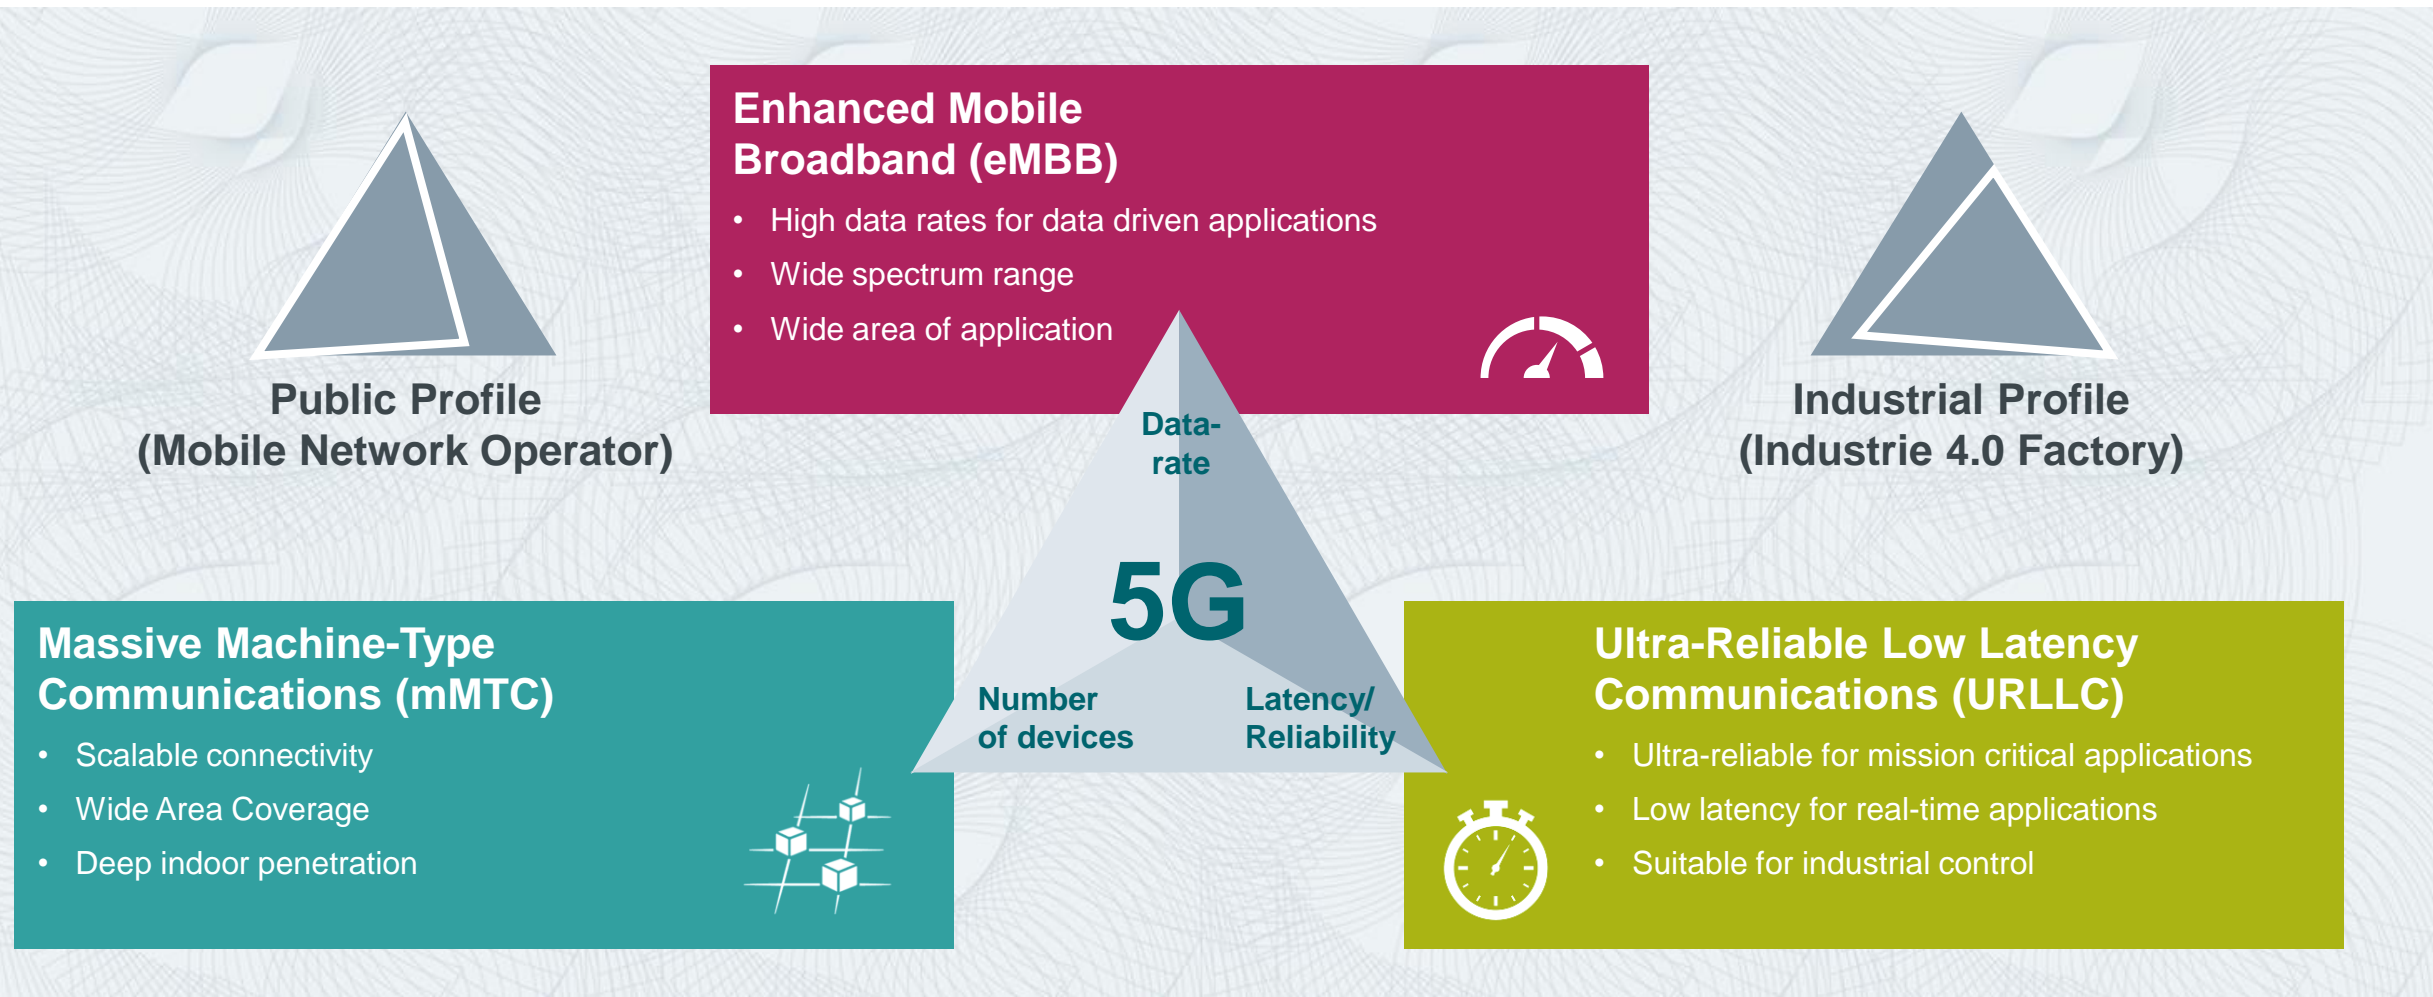 Enhanced Mobile
Broadband (eMBB)
• High data rates for data driven applications
• Wide spectrum range
• Wide area of application
Public Profile
(Mobile Network Operator)
Industrial Profile
(Industrie 4.0 Factory)
Data-
rate
5G
Number
of devices
Latency/
Reliability
Massive Machine-Type
Communications (mMTC)
• Scalable connectivity
• Wide Area Coverage
• Deep indoor penetration
Ultra-Reliable Low Latency
Communications (URLLC)
• Ultra-reliable for mission critical applications
• Low latency for real-time applications
• Suitable for industrial control